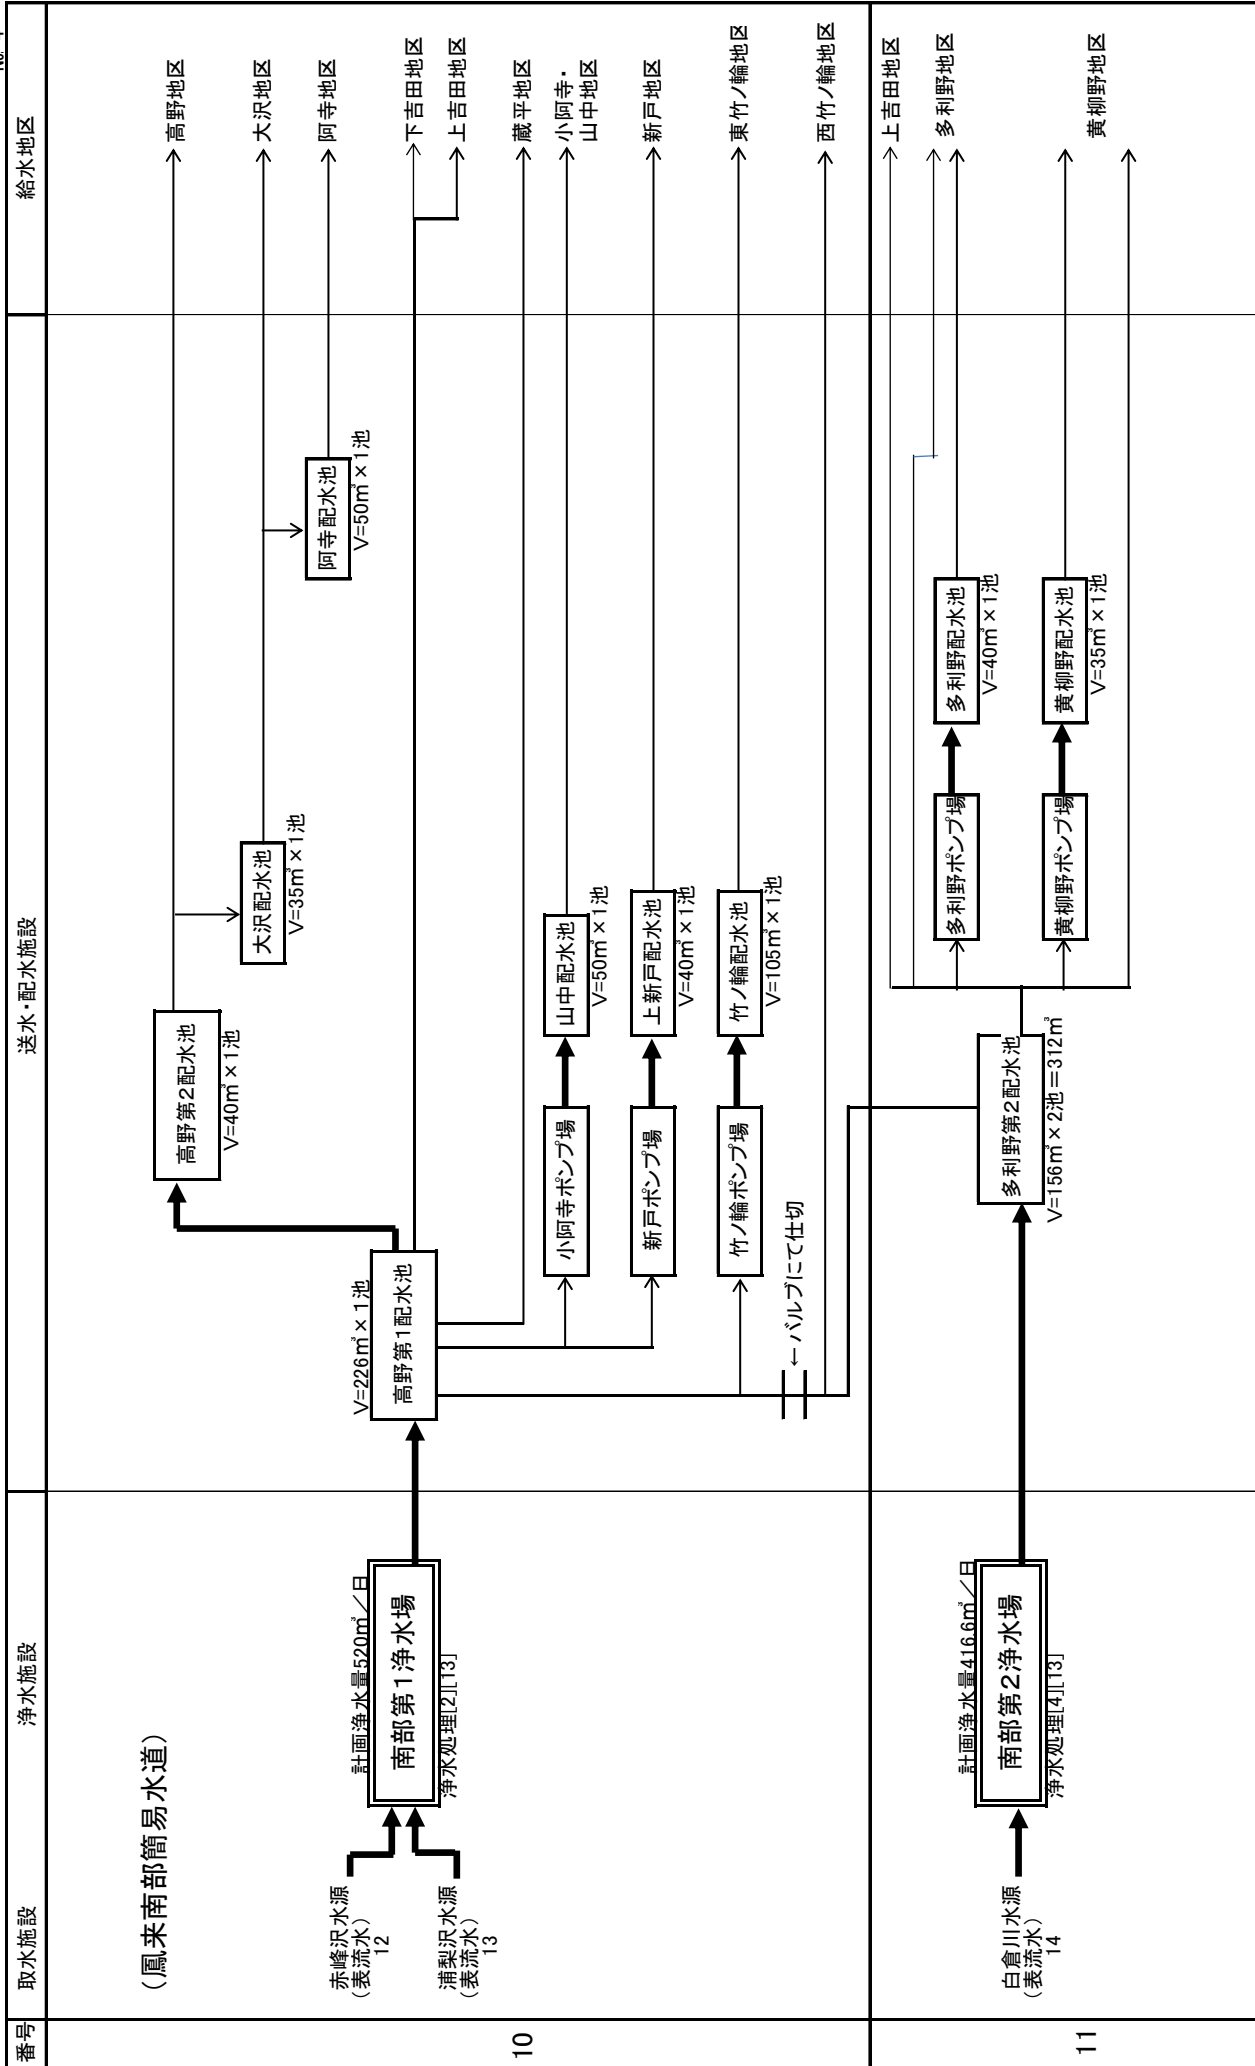 番号
取水施設
浄水施設
送水・配水施設
給水地区
10
（鳳来南部簡易水道）
赤峰沢水源
（表流水）
12
浦梨沢水源
（表流水）
13
計画浄水量520㎥／日
南部第1浄水場
浄水処理[2][13]
V=226㎥×1池
高野第1配水池
高野第2配水池
V=40㎥×1池
大沢配水池
V=35㎥×1池
阿寺配水池
V=50㎥×1池
小阿寺ポンプ場
山中配水池
V=50㎥×1池
新戸ポンプ場
上新戸配水池
V=40㎥×1池
竹ノ輪ポンプ場
竹ノ輪配水池
V=105㎥×1池
←バルブにて仕切
高野地区
大沢地区
阿寺地区
下吉田地区
上吉田地区
蔵平地区
小阿寺・
山中地区
新戸地区
東竹ノ輪地区
西竹ノ輪地区
11
白倉川水源
（表流水）
14
計画浄水量416.6㎥／日
南部第2浄水場
浄水処理[4][13]
多利野第2配水池
V=156㎥×2池＝312㎥
多利野ポンプ場
多利野配水池
V=40㎥×1池
黄柳野ポンプ場
黄柳野配水池
V=35㎥×1池
上吉田地区
多利野地区
黄柳野地区